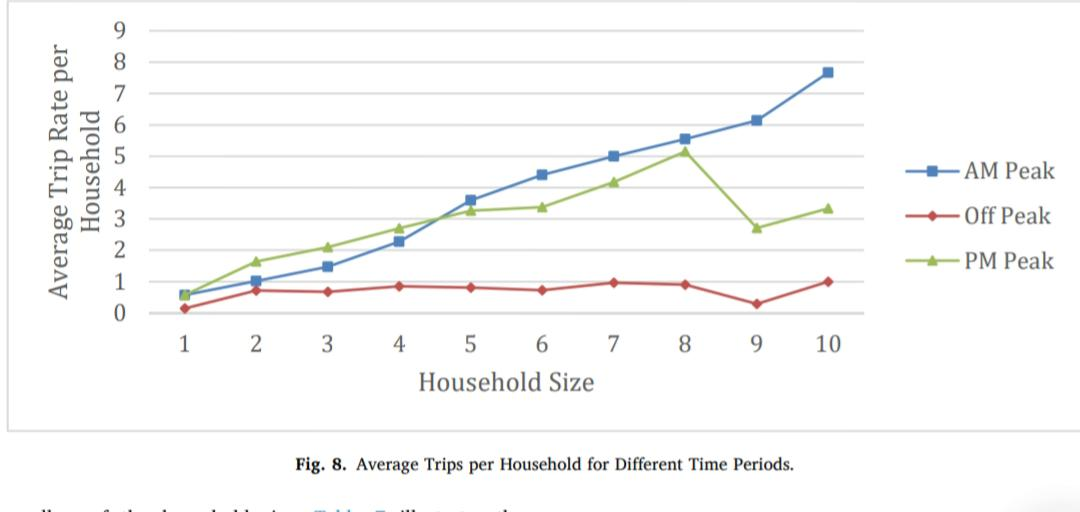 9
8
7
6
5
4
3
2
1
0
Average Trip Rate per
Household
1 2 3 4 5 6 7 8 9 10
Household Size
AM Peak
Off Peak
PM Peak
Fig. 8. Average Trips per Household for Different Time Periods.